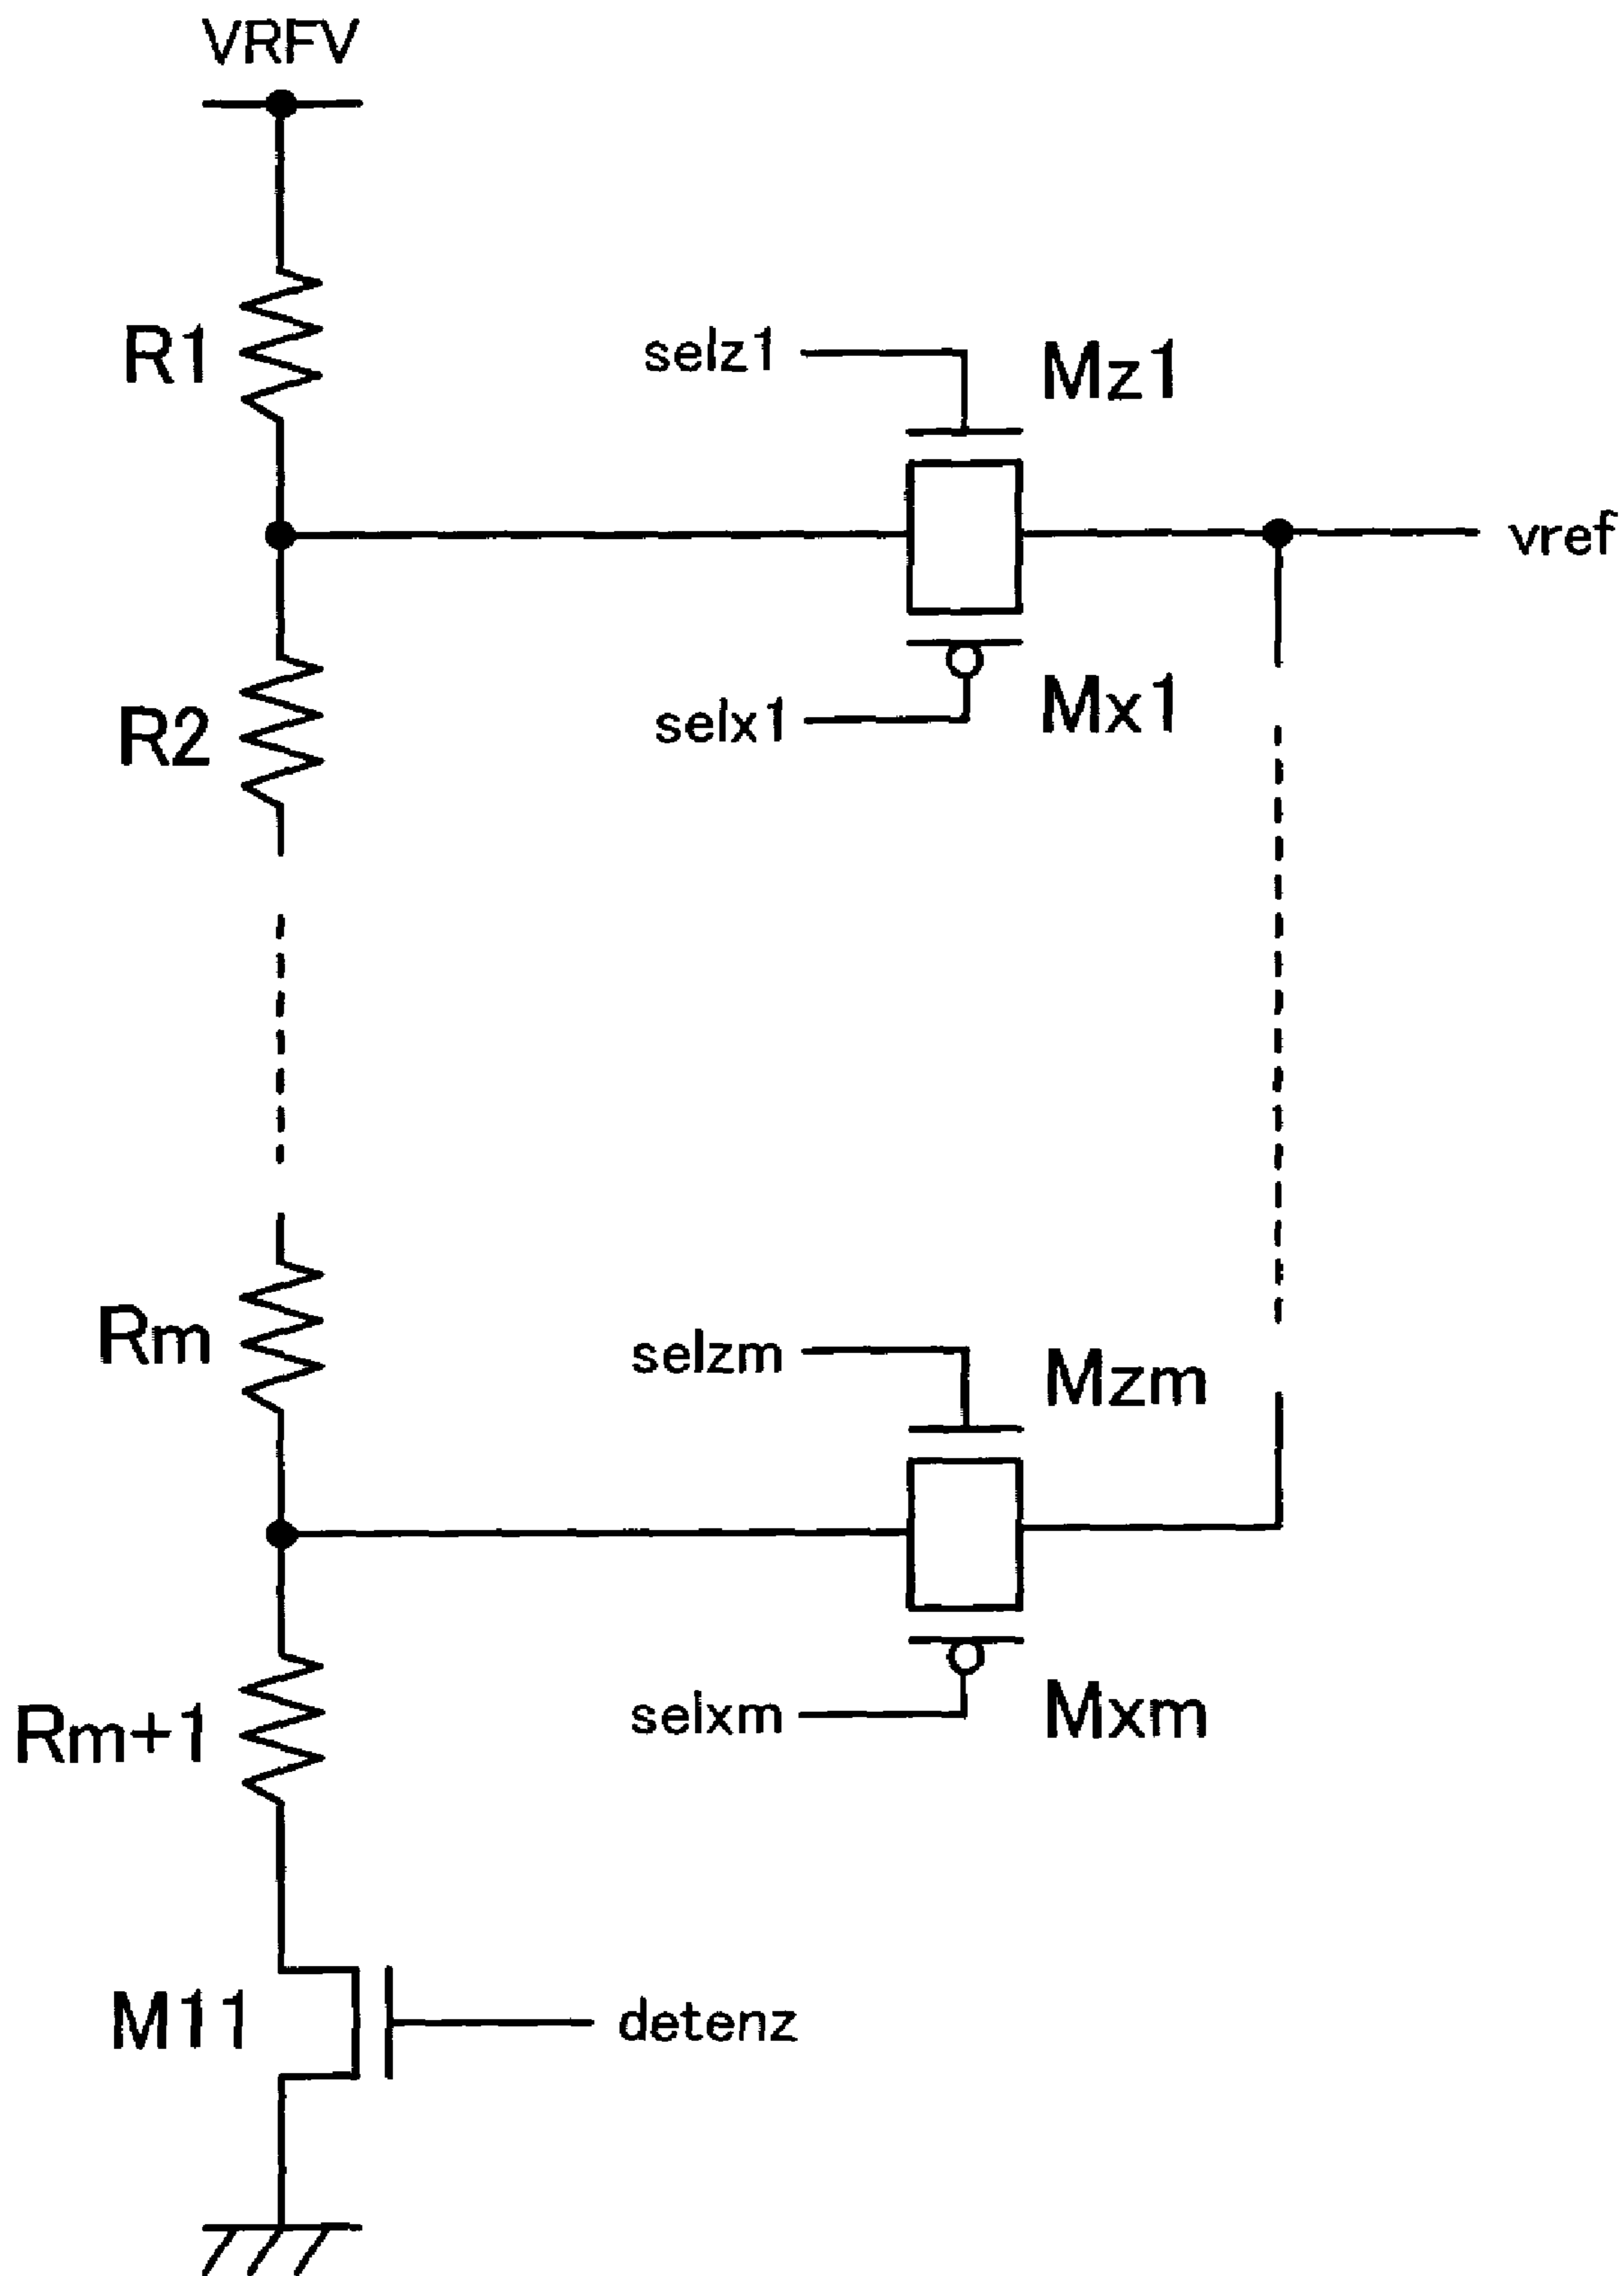 VRFV
R1
selz1
Mz1
vref
R2
selx1
Mx1
Rm
selzm
Mzm
Rm+1
selxm
Mxm
M11
detenz